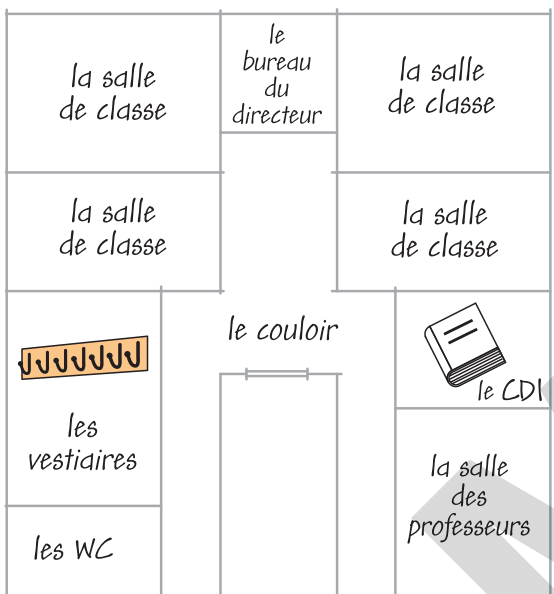 la salle
de classe
le
bureau
du
directeur
la salle
de classe
la salle
de classe
la salle
de classe
le couloir
le CDI
les
vestiaires
la salle
des
professeurs
les WC